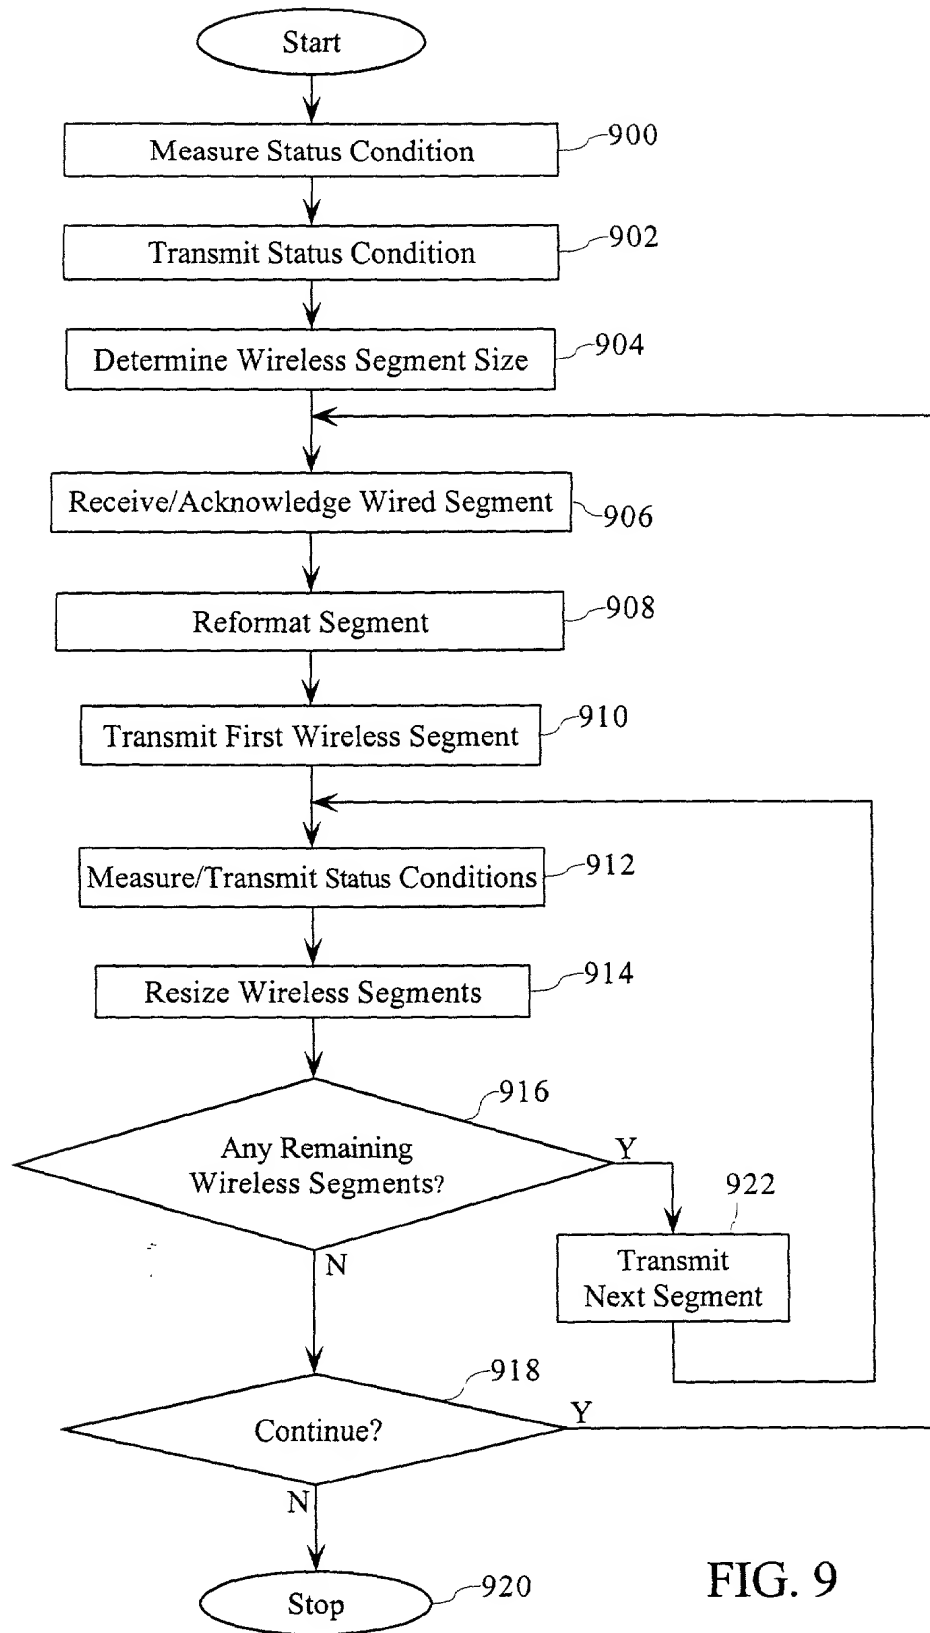 Start
Measure Status Condition
900
Transmit Status Condition
902
Determine Wireless Segment Size
904
Receive/Acknowledge Wired Segment
906
Reformat Segment
908
Transmit First Wireless Segment
910
Measure/Transmit Status Conditions
912
Resize Wireless Segments
914
916
Any Remaining
Wireless Segments?
Y
N
922
Transmit
Next Segment
918
Continue?
Y
N
Stop
920
FIG. 9